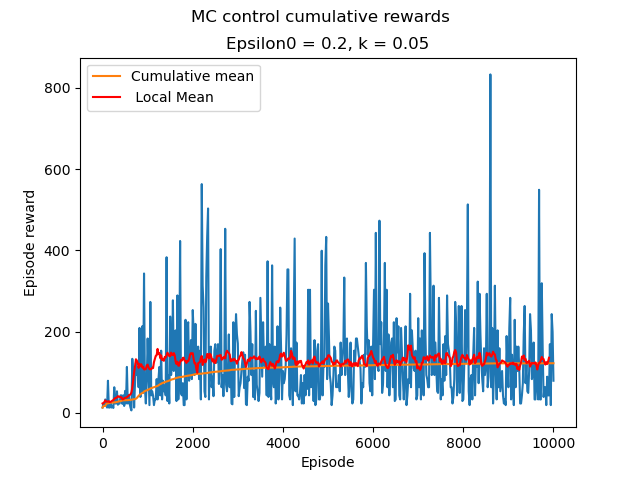 MC control cumulative rewards
Epsilon0 = 0.2, k = 0.05
Cumulative mean
Local Mean
800
600
400
200
0
Episode reward
0 2000 4000 6000 8000 10000
Episode